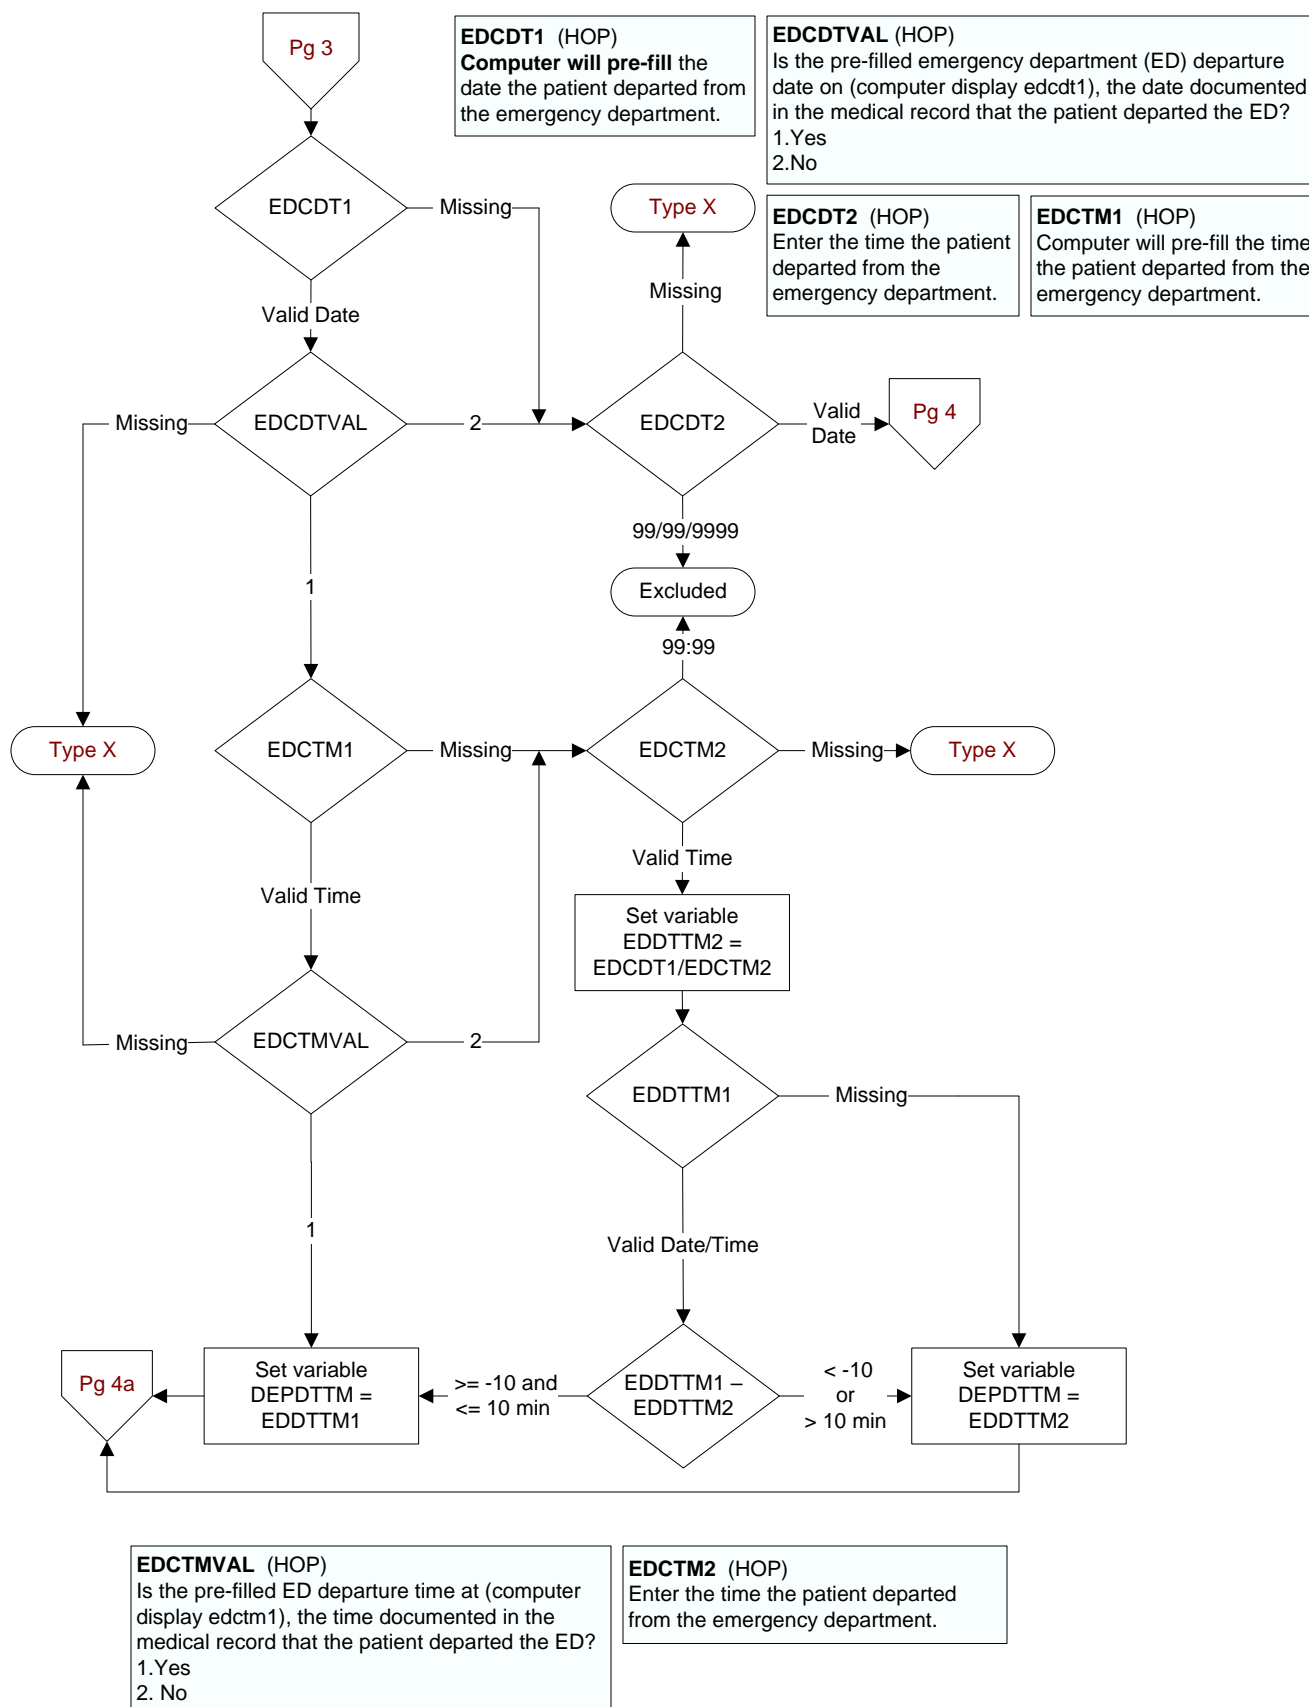 Pg 3
EDCDT1 (HOP)
Computer will pre-fill the
date the patient departed from
the emergency department.
EDCDTVAL (HOP)
Is the pre-filled emergency department (ED) departure
date on (computer display edcdt1), the date documented
in the medical record that the patient departed the ED?
1.Yes
2.No
EDCDT1
Missing
Type X
EDCDT2 (HOP)
Enter the time the patient
departed from the
emergency department.
EDCTM1 (HOP)
Computer will pre-fill the time
the patient departed from the
emergency department.
Missing
Valid Date
Missing
EDCDTVAL
2
EDCDT2
Valid
Date
Pg 4
99/99/9999
1
Excluded
99:99
Type X
EDCTM1
Missing
EDCTM2
Missing
Type X
Valid Time
Valid Time
Set variable
EDDTTM2 =
EDCDT1/EDCTM2
Missing
EDCTMVAL
2
EDDTTM1
Missing
1
Valid Date/Time
Pg 4a
Set variable
DEPDTTM =
EDDTTM1
>= -10 and
<= 10 min
EDDTTM1 –
EDDTTM2
< -10
or
> 10 min
Set variable
DEPDTTM =
EDDTTM2
EDCTMVAL (HOP)
Is the pre-filled ED departure time at (computer
display edctm1), the time documented in the
medical record that the patient departed the ED?
1.Yes
2. No
EDCTM2 (HOP)
Enter the time the patient departed
from the emergency department.